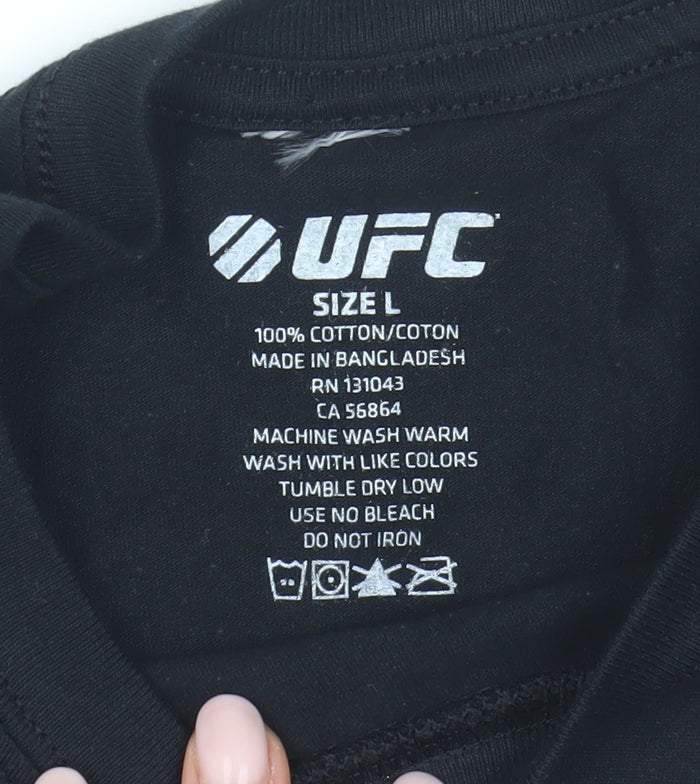 UFC
SIZE L
100% COTTON/COTON
MADE IN BANGLADESH
RN 131043
CA 56864
MACHINE WASH WARM
WASH WITH LIKE COLORS
TUMBLE DRY LOW
USE NO BLEACH
DO NOT IRON